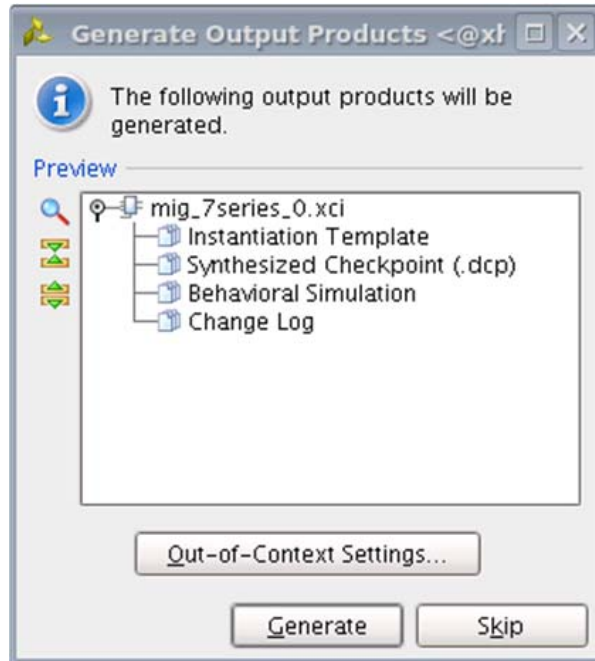 Generate Output Products <@xl
The following output products will be
generated.
Preview
mig_7series_0.xci
Instantiation Template
Synthesized Checkpoint (.dcp)
Behavioral Simulation
Change Log
Out-of-Context Settings...
Generate
Skip